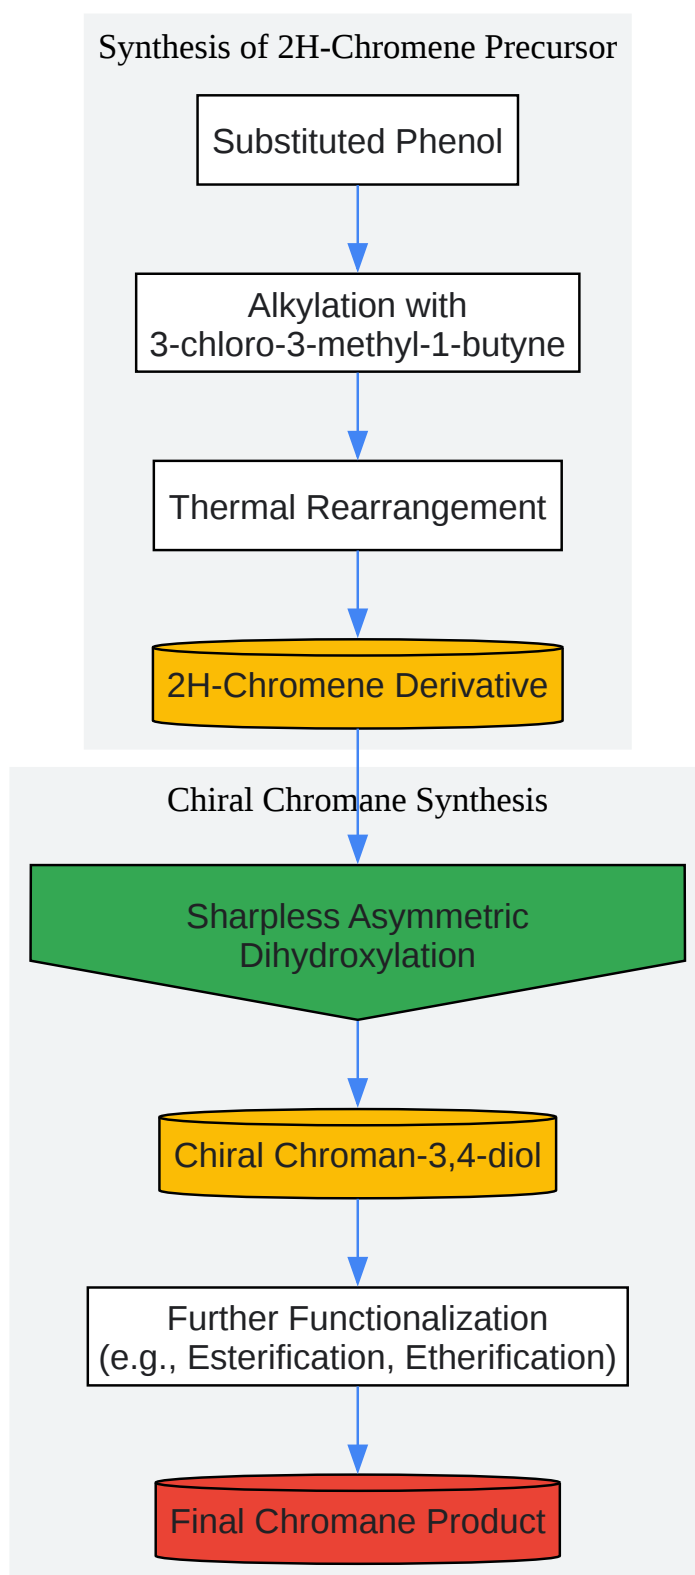 Synthesis of 2H-Chromene Precursor
Substituted Phenol
Alkylation with
3-chloro-3-methyl-1-butyne
Thermal Rearrangement
2H-Chromene Derivative
Chiral Chromane Synthesis
Sharpless Asymmetric
Dihydroxylation
Chiral Chroman-3,4-diol
Further Functionalization
(e.g., Esterification, Etherification)
Final Chromane Product